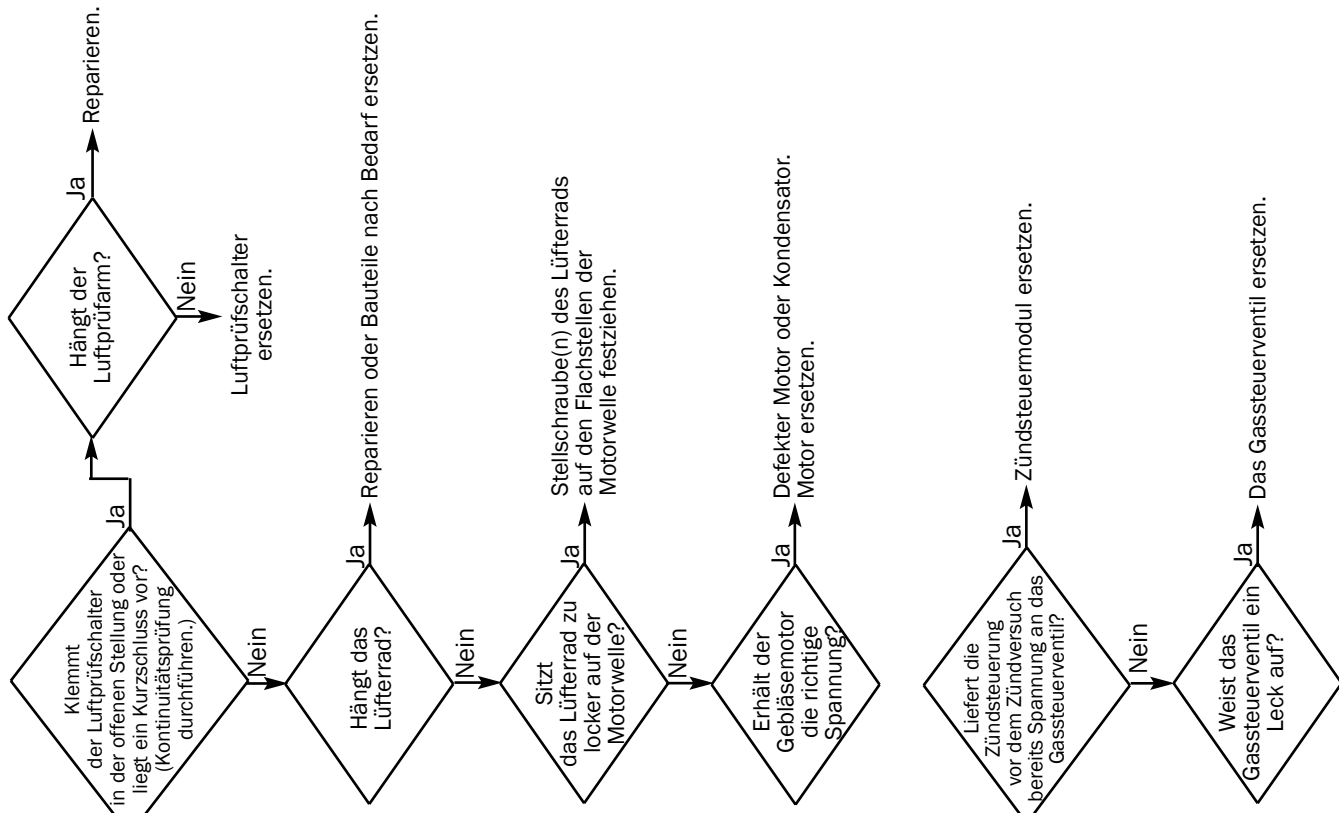 Klemmt
der Luftprüfschalter
in der offenen Stellung oder
liegt ein Kurzschluss vor?
(Kontinuitätsprüfung
durchführen.)
Ja
Hängt der
Luftprüfarm?
Ja
Reparieren.
Nein
Luftprüfschalter
ersetzen.
Nein
Hängt das
Lüfterrad?
Ja
Reparieren oder Bauteile nach Bedarf ersetzen.
Nein
Sitzt
das Lüfterrad zu
locker auf der
Motorwelle?
Ja
Stellschraube(n) des Lüfterrads
auf den Flachstellen der
Motorwelle festziehen.
Nein
Erhält der
Gebläsemotor
die richtige
Spannung?
Ja
Defekter Motor oder Kondensator.
Motor ersetzen.
Liefert die
Zündsteuerung
vor dem Zündversuch
bereits Spannung an das
Gassteuerventil?
Ja
Zündsteuermodul ersetzen.
Nein
Weist das
Gassteuerventil ein
Leck auf?
Ja
Das Gassteuerventil ersetzen.